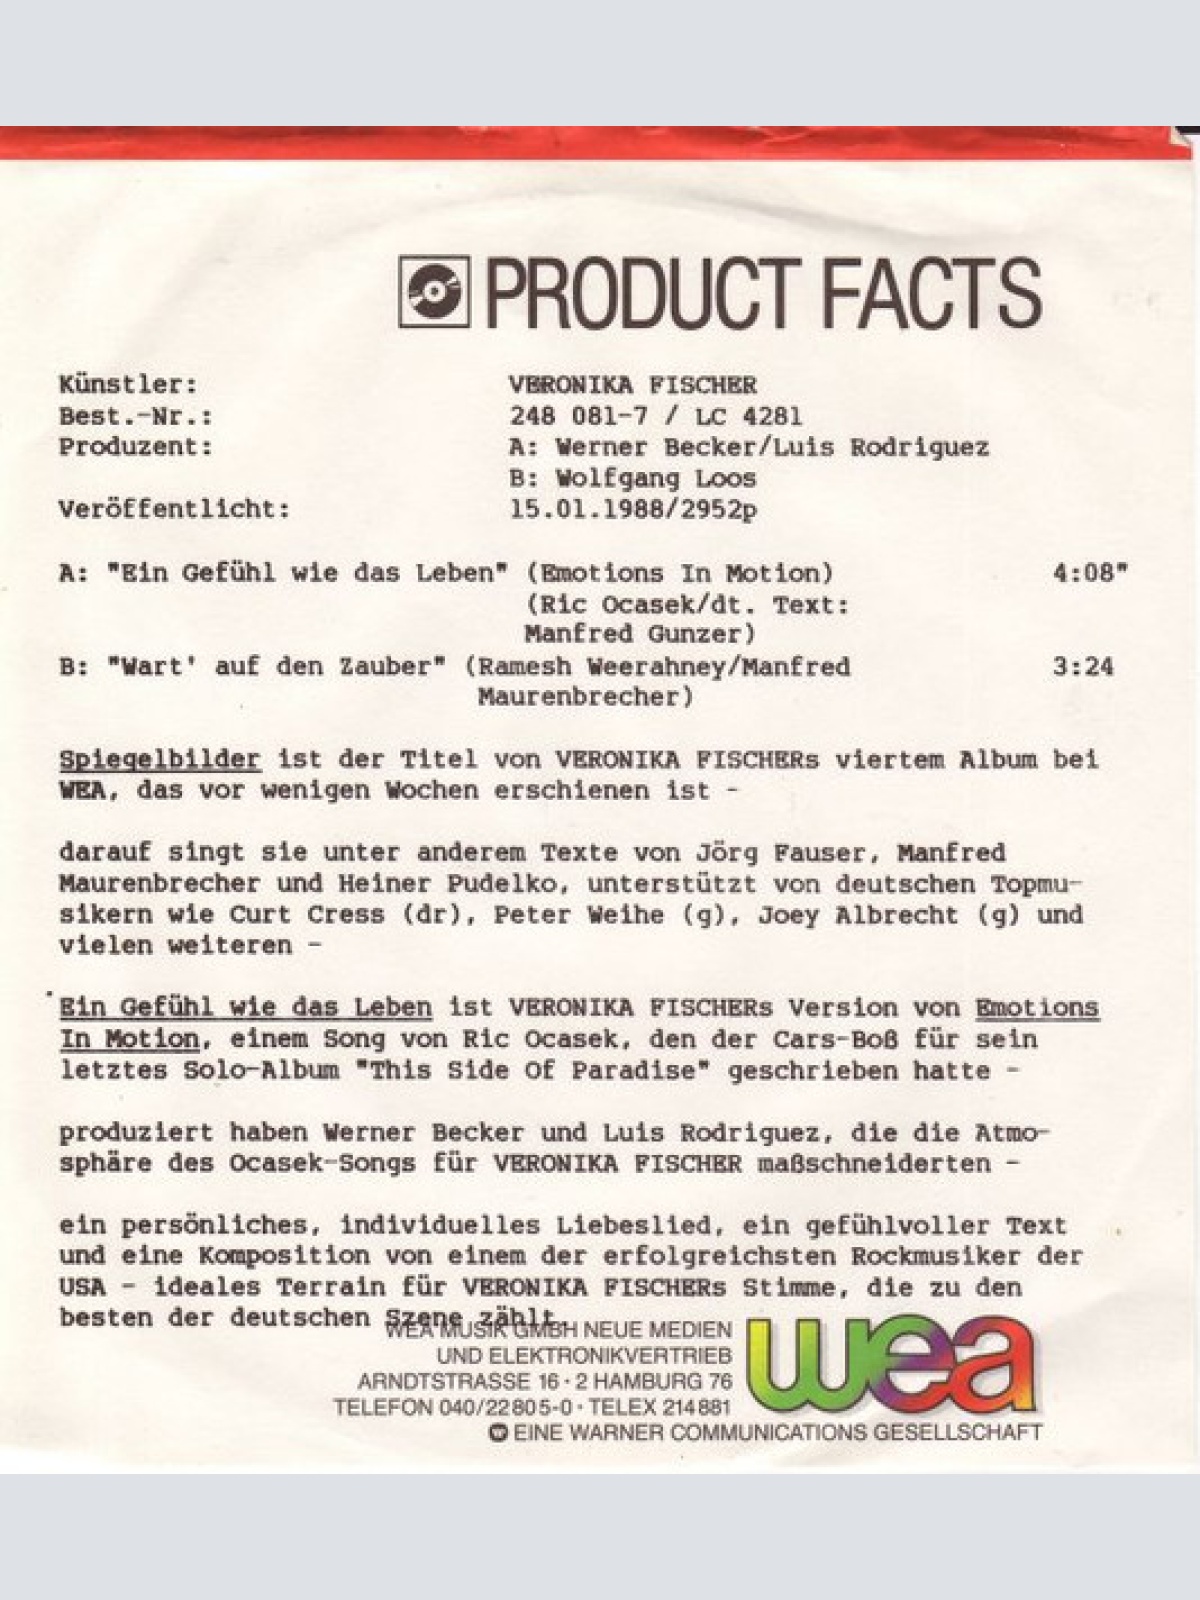 PRODUCT FACTS
Künstler: VERONIKA FISCHER
Best.-Nr.: 248 081-7 / LC 4281
Produzent: A: Werner Becker/Luis Rodriguez
B: Wolfgang Loos
Veröffentlicht: 15.01.1988/2952p
A: "Ein Gefühl wie das Leben" (Emotions In Motion) 4:08"
(Ric Ocasek/dt. Text:
Manfred Gunzer)
B: "Wart' auf den Zauber" (Ramesh Weerahney/Manfred 3:24
Maurenbrecher)
Spiegelbilder ist der Titel von VERONIKA FISCHERs viertem Album bei
WEA, das vor wenigen Wochen erschienen ist -
darauf singt sie unter anderem Texte von Jörg Fauser, Manfred
Maurenbrecher und Heiner Pudelko, unterstützt von deutschen Topmu-
sikern wie Curt Cress (dr), Peter Weihe (g), Joey Albrecht (g) und
vielen weiteren -
Ein Gefühl wie das Leben ist VERONIKA FISCHERs Version von Emotions
In Motion, einem Song von Ric Ocasek, den der Cars-Boß für sein
letztes Solo-Album "This Side Of Paradise" geschrieben hatte -
produziert haben Werner Becker und Luis Rodriguez, die die Atmo-
sphäre des Ocasek-Songs für VERONIKA FISCHER maßschneiderten -
ein persönliches, individuelles Liebeslied, ein gefühlvoller Text
und eine Komposition von einem der erfolgreichsten Rockmusiker der
USA - ideales Terrain für VERONIKA FISCHERs Stimme, die zu den
besten der deutschen Szene zählt.
WEA MUSIK GMBH NEUE MEDIEN
UND ELEKTRONIKVERTRIEB
ARNDTSTRASSE 16 · 2 HAMBURG 76
TELEFON 040/22805-0 · TELEX 214881
wea
EINE WARNER COMMUNICATIONS GESELLSCHAFT